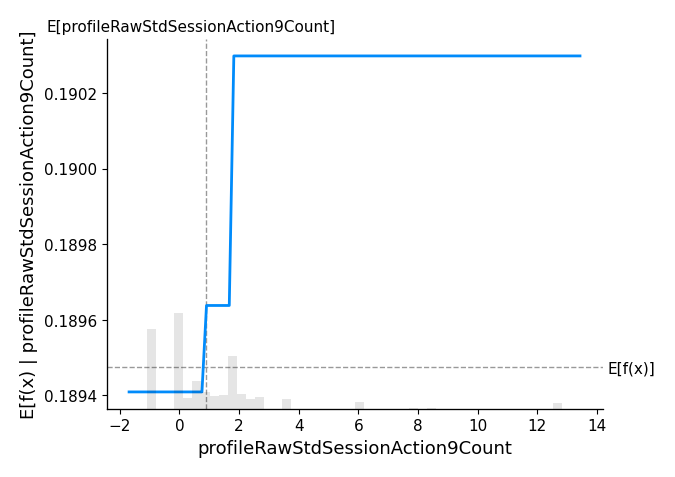 E[profileRawStdSessionAction9Count]
E[f(x) | profileRawStdSessionAction9Count]
0.1902
0.1900
0.1898
0.1896
0.1894
E[f(x)]
−2 0 2 4 6 8 10 12 14
profileRawStdSessionAction9Count